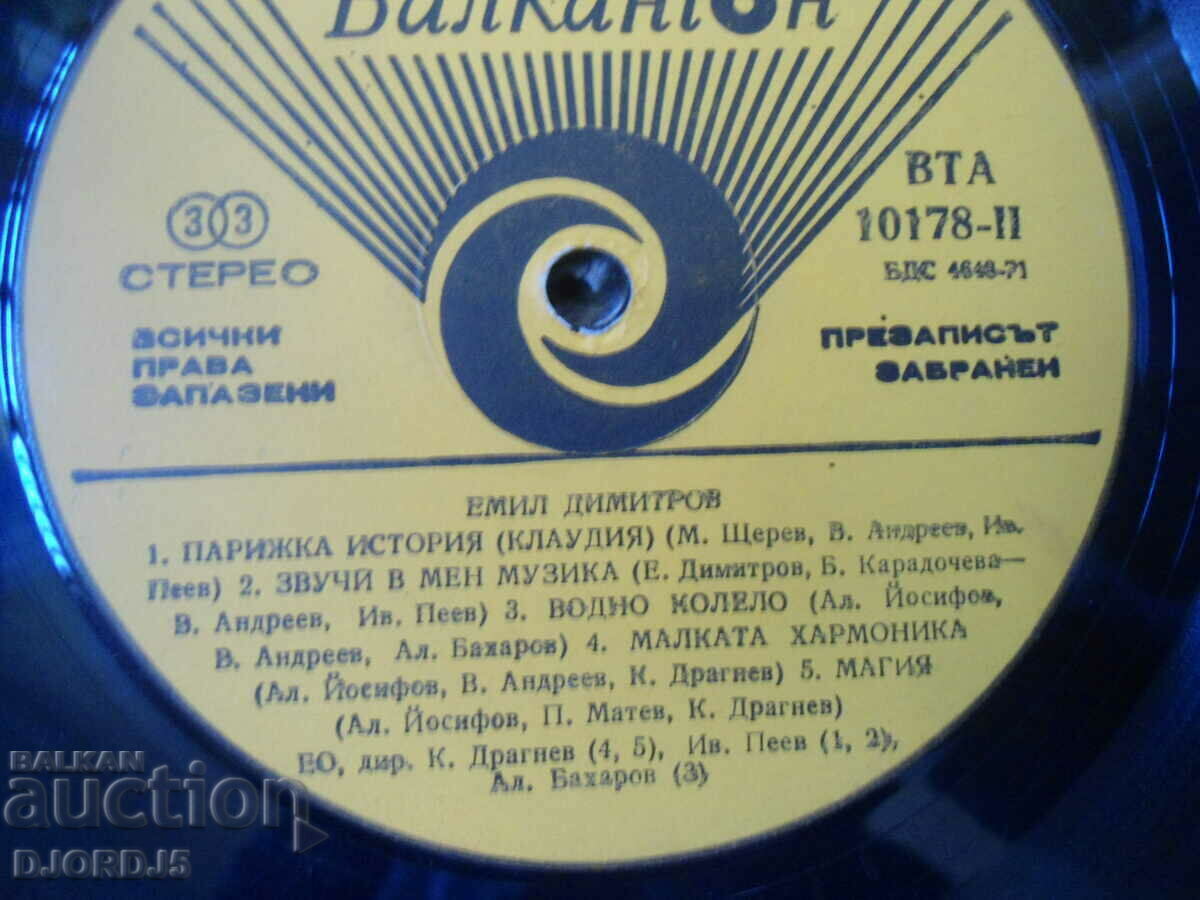 Балкантон
33
СТЕРЕО
ВСИЧКИ
ПРАВА
ЗАПАЗЕНИ
ВТА
10178-II
БДС 4648-71
ПРЕЗАПИСЪТ
ЗАБРАНЕН
ЕМИЛ ДИМИТРОВ
1. ПАРИЖКА ИСТОРИЯ (КЛАУДИЯ) (М. Щерев, В. Андреев, Ив.
Пеев) 2. ЗВУЧИ В МЕН МУЗИКА (Е. Димитров, Б. Карадочева—
В. Андреев, Ив. Пеев) 3. ВОДНО КОЛЕЛО (Ал. Йосифов,
В. Андреев, Ал. Бахаров) 4. МАЛКАТА ХАРМОНИКА
(Ал. Йосифов, В. Андреев, К. Драгнев) 5. МАГИЯ
(Ал. Йосифов, П. Матев, К. Драгнев)
ЕО, дир. К. Драгнев (4, 5), Ив. Пеев (1, 2),
Ал. Бахаров (3)
BALKAN
auction
DJORDJ5